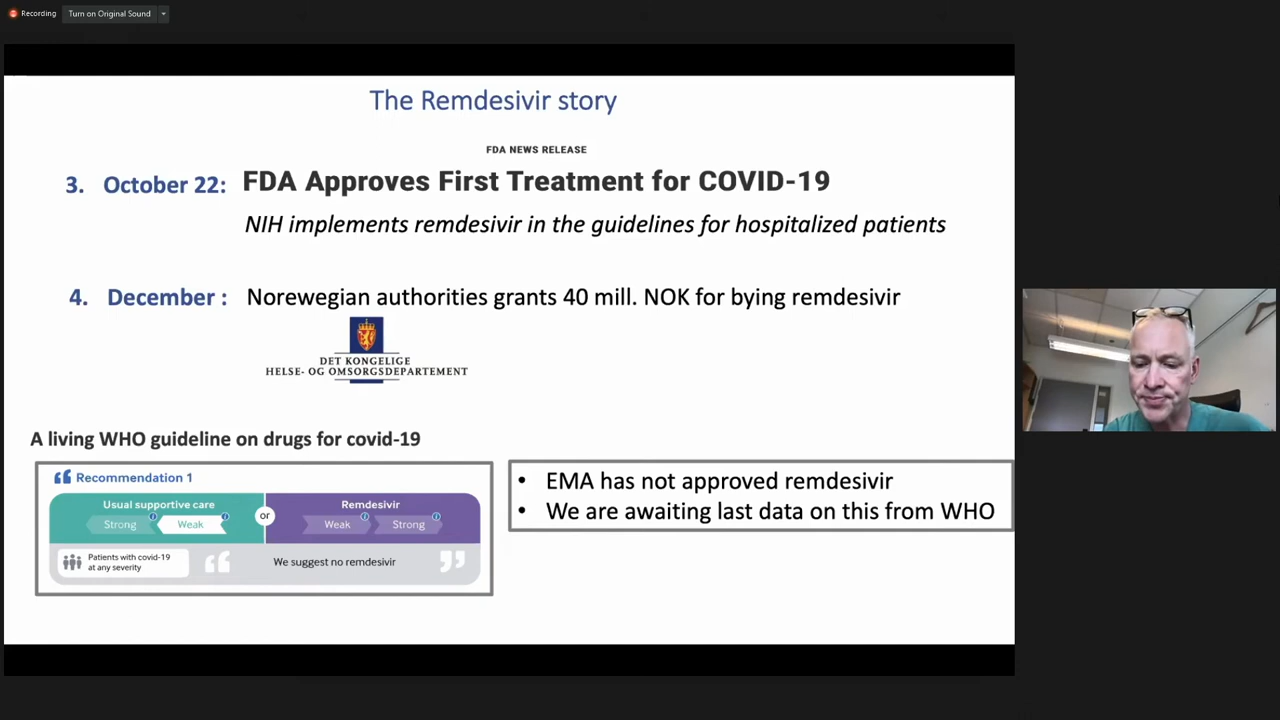 Recording
Turn on Original Sound
The Remdesivir story
FDA NEWS RELEASE
3. October 22: FDA Approves First Treatment for COVID-19
NIH implements remdesivir in the guidelines for hospitalized patients
4. December : Norewegian authorities grants 40 mill. NOK for bying remdesivir
DET KONGELIGE
HELSE- OG OMSORGSDEPARTEMENT
A living WHO guideline on drugs for covid-19
Recommendation 1
Usual supportive care or Remdesivir
Strong Weak Weak Strong
Patients with covid-19
at any severity
We suggest no remdesivir
• EMA has not approved remdesivir
• We are awaiting last data on this from WHO